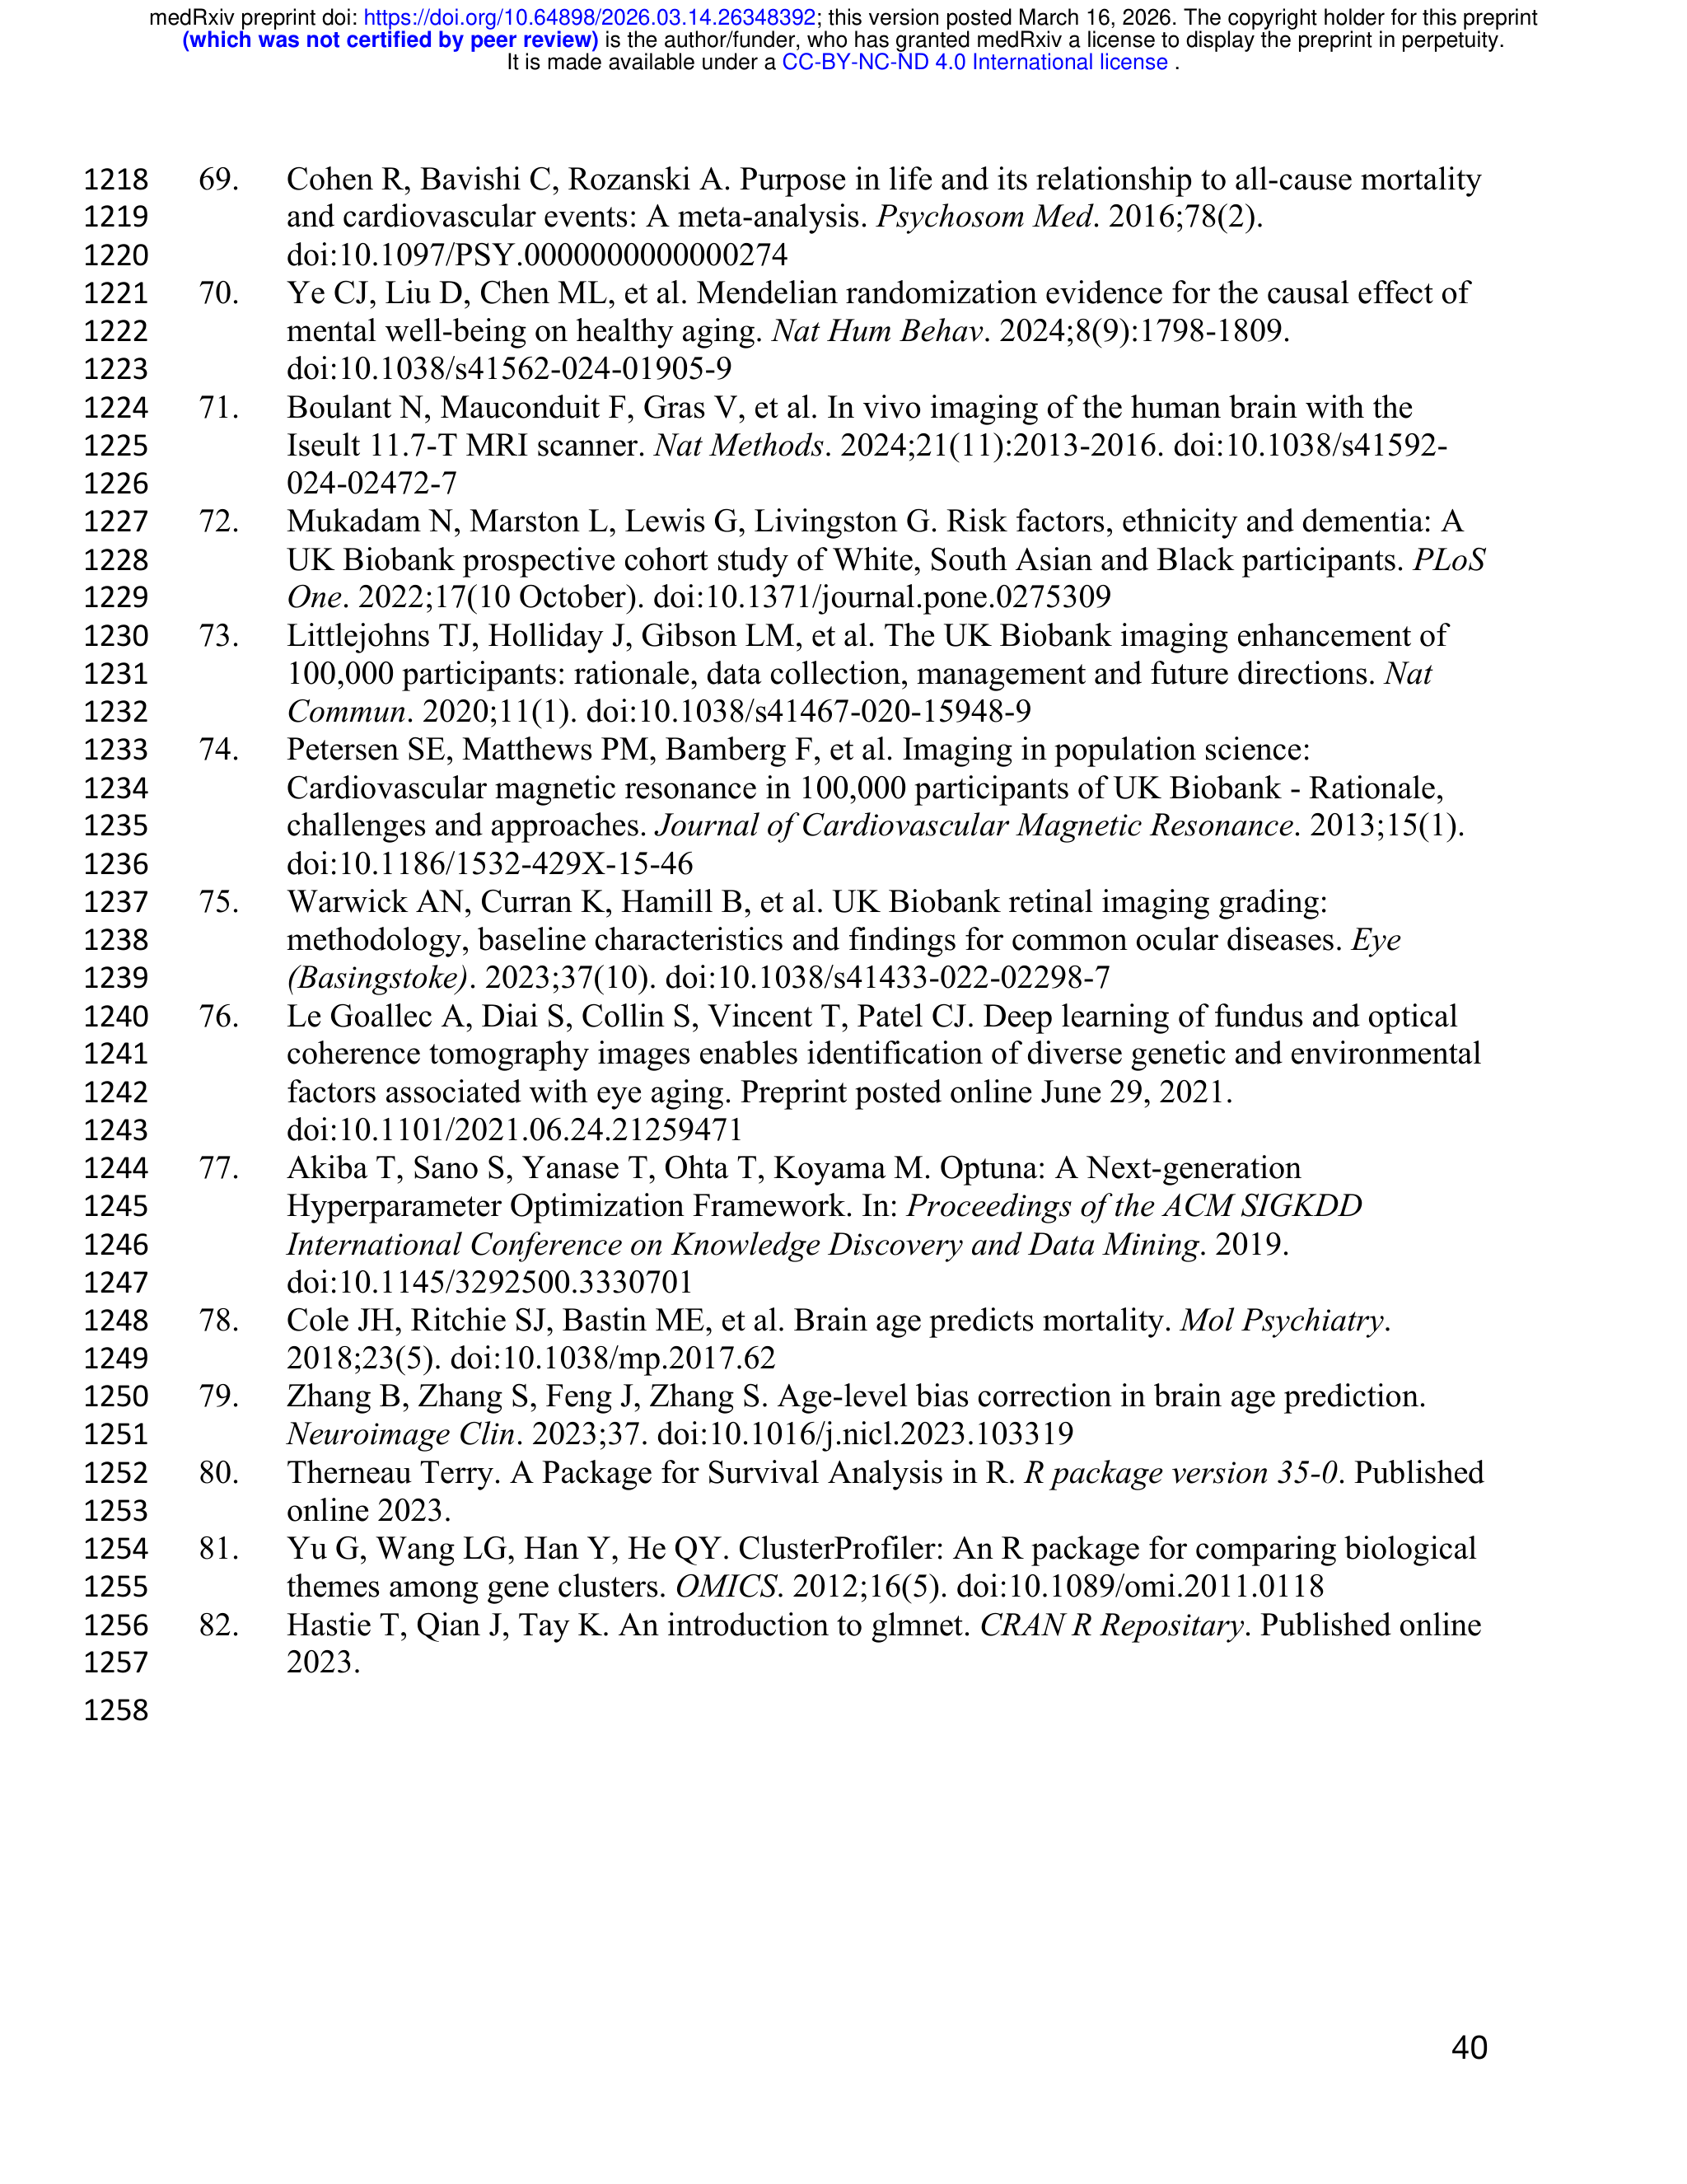 medRxiv preprint doi: https://doi.org/10.64898/2026.03.14.26348392; this version posted March 16, 2026. The copyright holder for this preprint
(which was not certified by peer review) is the author/funder, who has granted medRxiv a license to display the preprint in perpetuity.
It is made available under a CC-BY-NC-ND 4.0 International license .
1218 69. Cohen R, Bavishi C, Rozanski A. Purpose in life and its relationship to all-cause mortality
1219 and cardiovascular events: A meta-analysis. Psychosom Med. 2016;78(2).
1220 doi:10.1097/PSY.0000000000000274
1221 70. Ye CJ, Liu D, Chen ML, et al. Mendelian randomization evidence for the causal effect of
1222 mental well-being on healthy aging. Nat Hum Behav. 2024;8(9):1798-1809.
1223 doi:10.1038/s41562-024-01905-9
1224 71. Boulant N, Mauconduit F, Gras V, et al. In vivo imaging of the human brain with the
1225 Iseult 11.7-T MRI scanner. Nat Methods. 2024;21(11):2013-2016. doi:10.1038/s41592-
1226 024-02472-7
1227 72. Mukadam N, Marston L, Lewis G, Livingston G. Risk factors, ethnicity and dementia: A
1228 UK Biobank prospective cohort study of White, South Asian and Black participants. PLoS
1229 One. 2022;17(10 October). doi:10.1371/journal.pone.0275309
1230 73. Littlejohns TJ, Holliday J, Gibson LM, et al. The UK Biobank imaging enhancement of
1231 100,000 participants: rationale, data collection, management and future directions. Nat
1232 Commun. 2020;11(1). doi:10.1038/s41467-020-15948-9
1233 74. Petersen SE, Matthews PM, Bamberg F, et al. Imaging in population science:
1234 Cardiovascular magnetic resonance in 100,000 participants of UK Biobank - Rationale,
1235 challenges and approaches. Journal of Cardiovascular Magnetic Resonance. 2013;15(1).
1236 doi:10.1186/1532-429X-15-46
1237 75. Warwick AN, Curran K, Hamill B, et al. UK Biobank retinal imaging grading:
1238 methodology, baseline characteristics and findings for common ocular diseases. Eye
1239 (Basingstoke). 2023;37(10). doi:10.1038/s41433-022-02298-7
1240 76. Le Goallec A, Diai S, Collin S, Vincent T, Patel CJ. Deep learning of fundus and optical
1241 coherence tomography images enables identification of diverse genetic and environmental
1242 factors associated with eye aging. Preprint posted online June 29, 2021.
1243 doi:10.1101/2021.06.24.21259471
1244 77. Akiba T, Sano S, Yanase T, Ohta T, Koyama M. Optuna: A Next-generation
1245 Hyperparameter Optimization Framework. In: Proceedings of the ACM SIGKDD
1246 International Conference on Knowledge Discovery and Data Mining. 2019.
1247 doi:10.1145/3292500.3330701
1248 78. Cole JH, Ritchie SJ, Bastin ME, et al. Brain age predicts mortality. Mol Psychiatry.
1249 2018;23(5). doi:10.1038/mp.2017.62
1250 79. Zhang B, Zhang S, Feng J, Zhang S. Age-level bias correction in brain age prediction.
1251 Neuroimage Clin. 2023;37. doi:10.1016/j.nicl.2023.103319
1252 80. Therneau Terry. A Package for Survival Analysis in R. R package version 35-0. Published
1253 online 2023.
1254 81. Yu G, Wang LG, Han Y, He QY. ClusterProfiler: An R package for comparing biological
1255 themes among gene clusters. OMICS. 2012;16(5). doi:10.1089/omi.2011.0118
1256 82. Hastie T, Qian J, Tay K. An introduction to glmnet. CRAN R Repositary. Published online
1257 2023.
1258
40